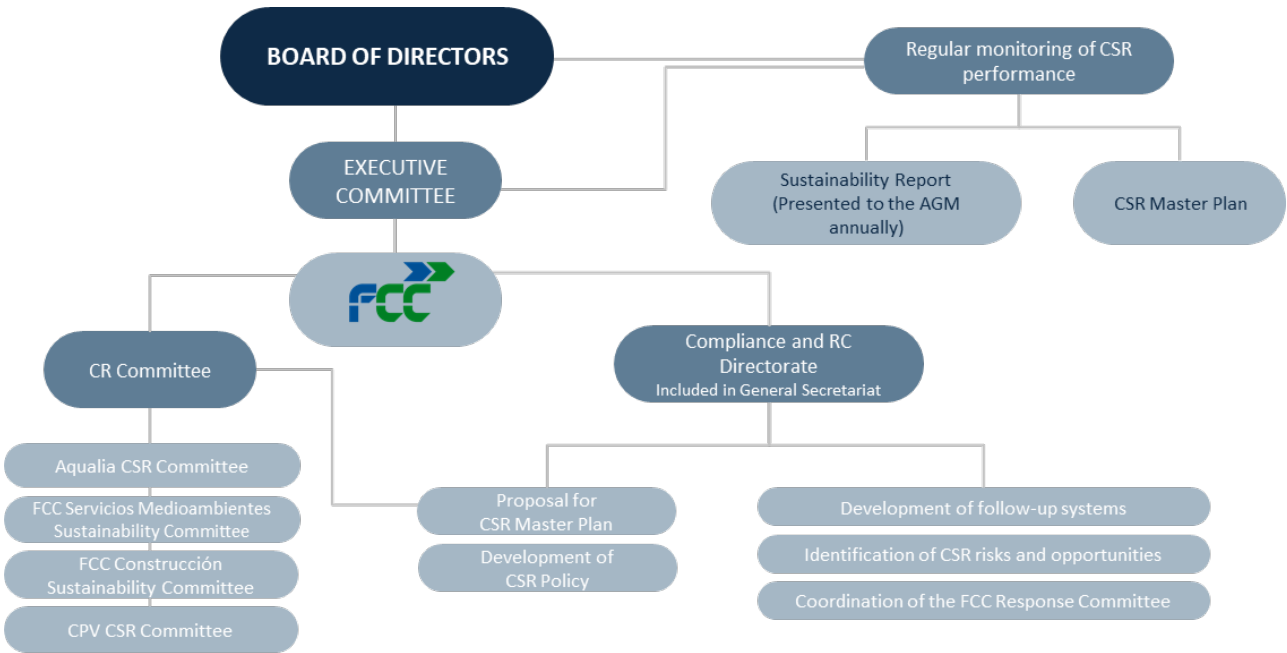 BOARD OF DIRECTORS
Regular monitoring of CSR
performance
EXECUTIVE
COMMITTEE
Sustainability Report
(Presented to the AGM
annually)
CSR Master Plan
FCC
CR Committee
Compliance and RC
Directorate
Included in General Secretariat
Aqualia CSR Committee
FCC Servicios Medioambientes
Sustainability Committee
FCC Construcción
Sustainability Committee
CPV CSR Committee
Proposal for
CSR Master Plan
Development of
CSR Policy
Development of follow-up systems
Identification of CSR risks and opportunities
Coordination of the FCC Response Committee